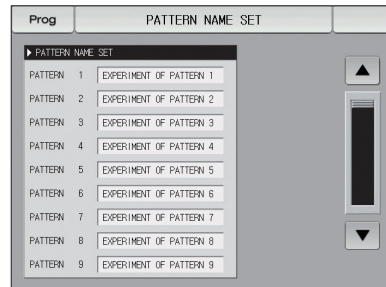 Prog PATTERN NAME SET
▶ PATTERN NAME SET
PATTERN 1 EXPERIMENT OF PATTERN 1
PATTERN 2 EXPERIMENT OF PATTERN 2
PATTERN 3 EXPERIMENT OF PATTERN 3
PATTERN 4 EXPERIMENT OF PATTERN 4
PATTERN 5 EXPERIMENT OF PATTERN 5
PATTERN 6 EXPERIMENT OF PATTERN 6
PATTERN 7 EXPERIMENT OF PATTERN 7
PATTERN 8 EXPERIMENT OF PATTERN 8
PATTERN 9 EXPERIMENT OF PATTERN 9